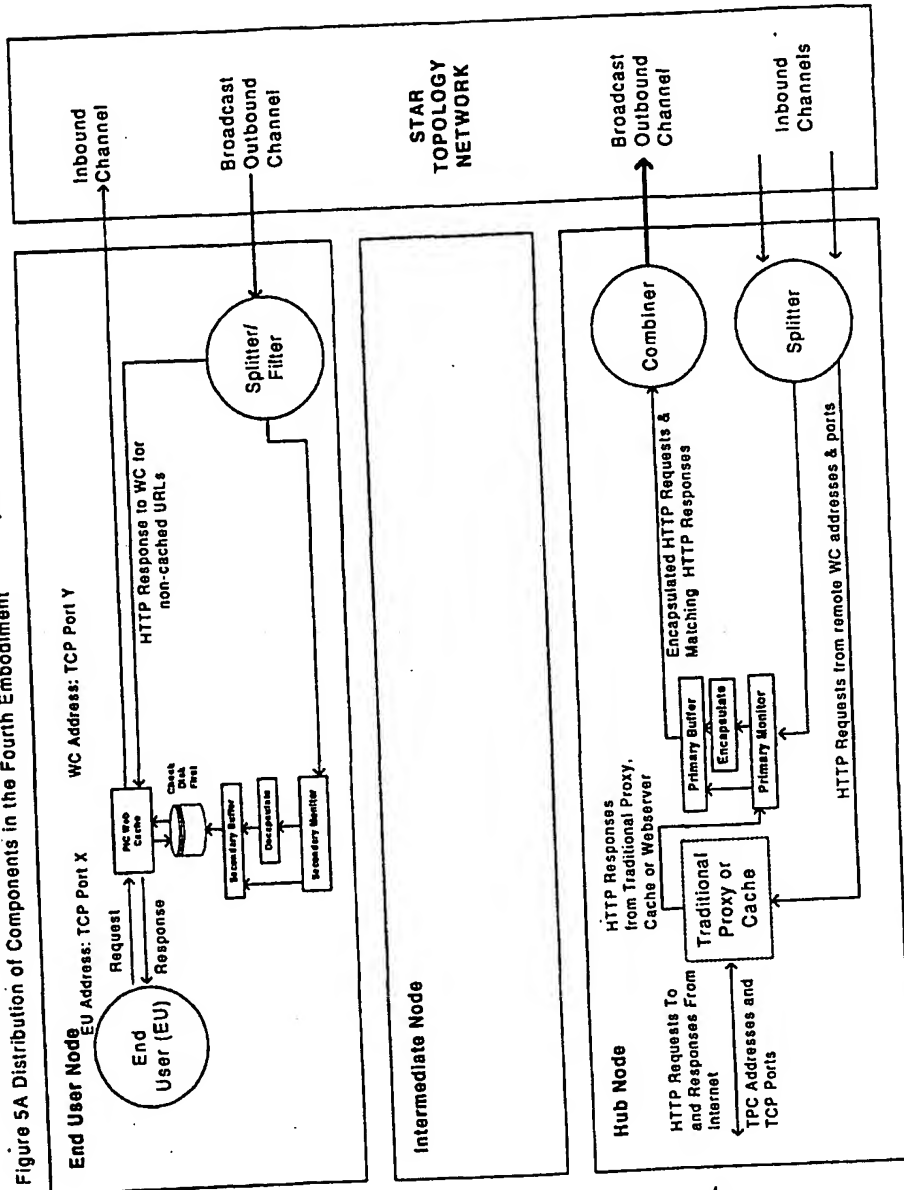 Figure 5A Distribution of Components in the Fourth Embodiment
End User Node
EU Address: TCP Port X
WC Address: TCP Port Y
End
User (EU)
Request
Response
PIC Web
Cache
Check
Disk
First
Secondary Buffer
Decapsulate
Secondary Monitor
HTTP Response to WC for
non-cached URLs
Splitter/
Filter
Intermediate Node
Hub Node
HTTP Requests To
and Responses From
Internet
TPC Addresses and
TCP Ports
Traditional
Proxy or
Cache
HTTP Responses
from Traditional Proxy,
Cache or Webserver
Primary Buffer
Encapsulate
Primary Monitor
Encapsulated HTTP Requests &
Matching HTTP Responses
HTTP Requests from remote WC addresses & ports
Combiner
Splitter
Inbound
Channel
Broadcast
Outbound
Channel
STAR
TOPOLOGY
NETWORK
Broadcast
Outbound
Channel
Inbound
Channels